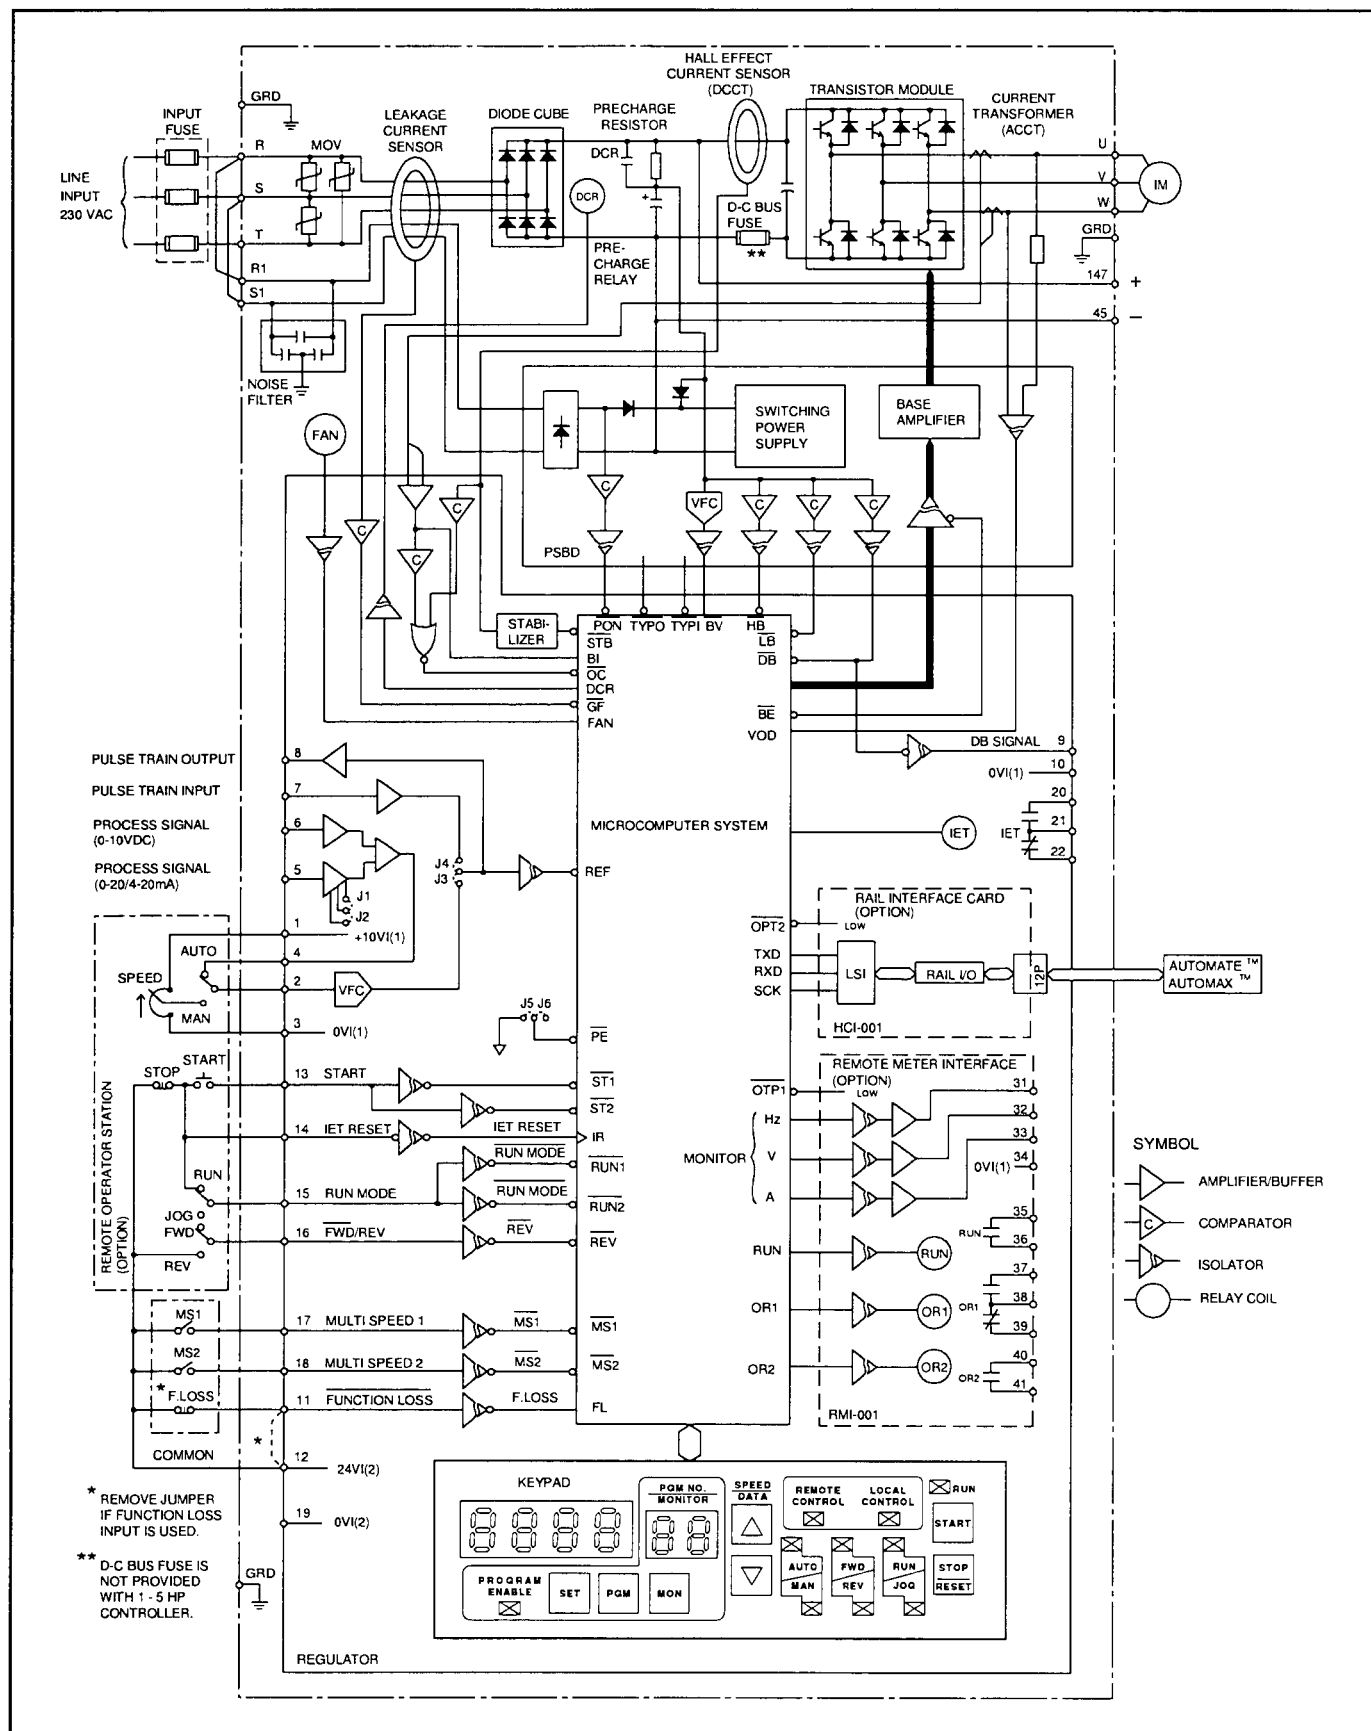 HALL EFFECT
CURRENT SENSOR
(DCCT)
TRANSISTOR MODULE
CURRENT
TRANSFORMER
(ACCT)
GRD
INPUT
FUSE
LEAKAGE
CURRENT
SENSOR
DIODE CUBE
PRECHARGE
RESISTOR
R
MOV
DCR
U
LINE
INPUT
230 VAC
S
DCR
V
IM
D-C BUS
FUSE
**
W
T
PRE-
CHARGE
RELAY
GRD
R1
147 +
S1
45 –
NOISE
FILTER
FAN
SWITCHING
POWER
SUPPLY
BASE
AMPLIFIER
C
C
C
C
VFC
C
C
C
PSBD
STABI-
LIZER
PON
TYPO
TYPI
BV
HB
STB
LB
BI
DB
OC
DCR
GF
BE
FAN
VOD
DB SIGNAL 9
PULSE TRAIN OUTPUT
8
0VI(1)
10
PULSE TRAIN INPUT
7
20
PROCESS SIGNAL
(0-10VDC)
6
MICROCOMPUTER SYSTEM
IET
IET
21
22
PROCESS SIGNAL
(0-20/4-20mA)
5
J4
J3
REF
J1
J2
RAIL INTERFACE CARD
(OPTION)
1
+10VI(1)
OPT2
LOW
AUTO
4
TXD
SPEED
RXD
LSI
RAIL I/O
12P
AUTOMATE™
AUTOMAX™
2
VFC
SCK
MAN
J5 J6
3
0VI(1)
PE
HCI-001
REMOTE OPERATOR STATION
(OPTION)
START
STOP
REMOTE METER INTERFACE
(OPTION)
13 START
ST1
OTP1
LOW
31
ST2
Hz
32
14 IET RESET
IET RESET
IR
33
SYMBOL
MONITOR
V
0VI(1)
34
RUN MODE
RUN1
AMPLIFIER/BUFFER
RUN
A
15 RUN MODE
RUN MODE
RUN2
35
C
COMPARATOR
JOG
FWD
16 FWD/REV
REV
REV
RUN
RUN
RUN
36
ISOLATOR
REV
37
RELAY COIL
MS1
OR1
OR1
OR1
38
17 MULTI SPEED 1
MS1
MS1
39
MS2
18 MULTI SPEED 2
MS2
MS2
OR2
OR2
OR2
40
41
* F.LOSS
11 FUNCTION LOSS
F.LOSS
FL
RMI-001
*
COMMON
12
24VI(2)
* REMOVE JUMPER
IF FUNCTION LOSS
INPUT IS USED.
19
0VI(2)
** D-C BUS FUSE IS
NOT PROVIDED
WITH 1 - 5 HP
CONTROLLER.
GRD
KEYPAD
PGM NO.
MONITOR
SPEED
DATA
REMOTE
CONTROL
LOCAL
CONTROL
RUN
START
8888
88
PROGRAM
ENABLE
SET
PGM
MON
AUTO
MAN
FWD
REV
RUN
JOG
STOP
RESET
REGULATOR